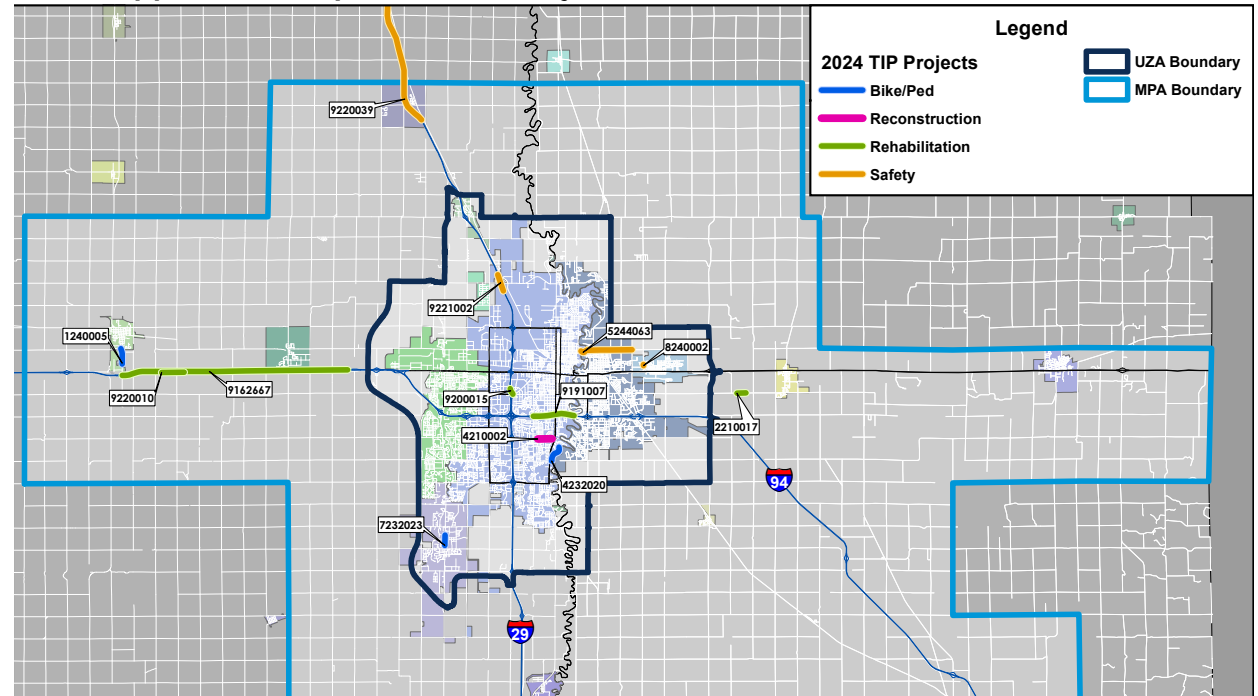 Legend
2024 TIP Projects
Bike/Ped
Reconstruction
Rehabilitation
Safety
UZA Boundary
MPA Boundary
9220039
9221002
5244063
8240002
1240005
9220010
9162667
9200015
9191007
4210002
2210017
4232020
7232023
94
29